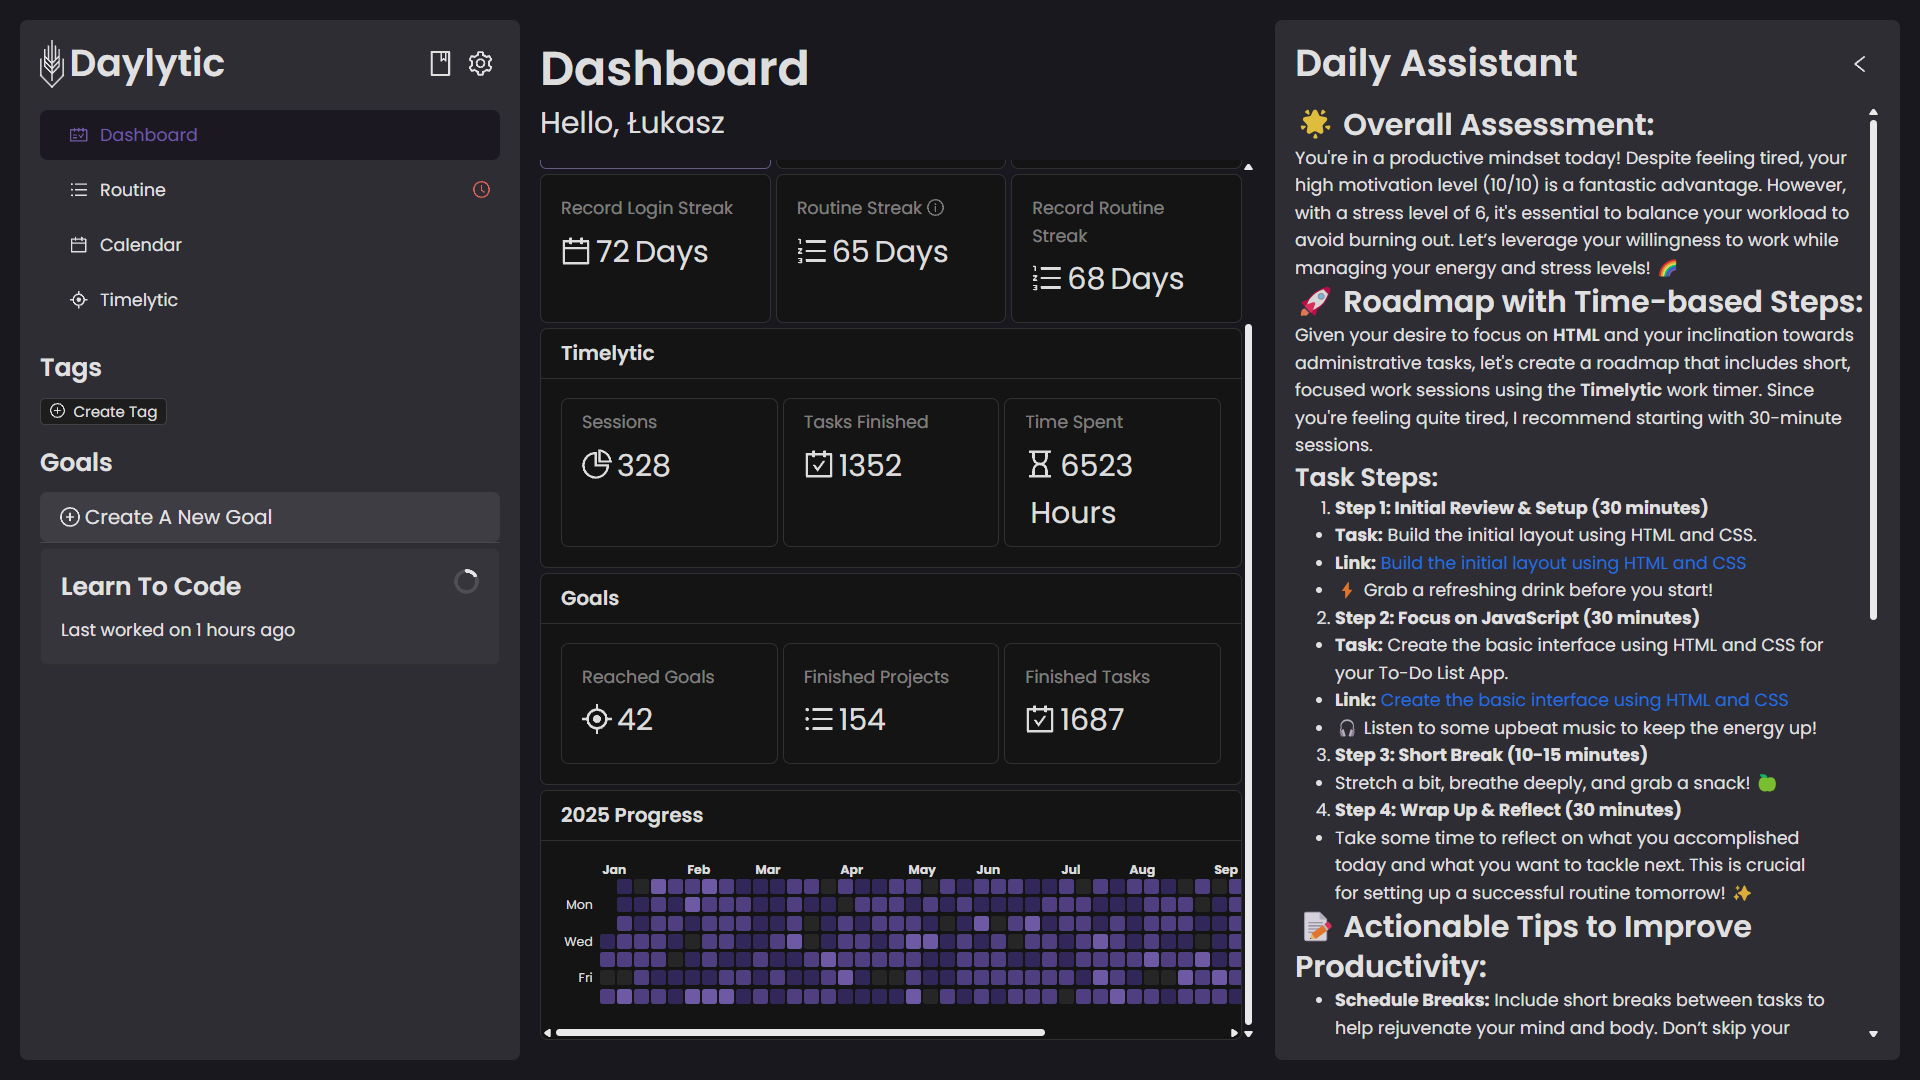 Daylytic
Dashboard
Routine
Calendar
Timelytic
Tags
Create Tag
Goals
Create A New Goal
Learn To Code
Last worked on 1 hours ago
Dashboard
Hello, Łukasz
Record Login Streak
72 Days
Routine Streak
65 Days
Record Routine
Streak
68 Days
Timelytic
Sessions
328
Tasks Finished
1352
Time Spent
6523
Hours
Goals
Reached Goals
42
Finished Projects
154
Finished Tasks
1687
2025 Progress
Jan Feb Mar Apr May Jun Jul Aug Sep
Mon
Wed
Fri
Daily Assistant
🌟 Overall Assessment:
You're in a productive mindset today! Despite feeling tired, your
high motivation level (10/10) is a fantastic advantage. However,
with a stress level of 6, it's essential to balance your workload to
avoid burning out. Let’s leverage your willingness to work while
managing your energy and stress levels! 🌈
🚀 Roadmap with Time-based Steps:
Given your desire to focus on HTML and your inclination towards
administrative tasks, let's create a roadmap that includes short,
focused work sessions using the Timelytic work timer. Since
you're feeling quite tired, I recommend starting with 30-minute
sessions.
Task Steps:
1. Step 1: Initial Review & Setup (30 minutes)
• Task: Build the initial layout using HTML and CSS.
• Link: Build the initial layout using HTML and CSS
• ⚡ Grab a refreshing drink before you start!
2. Step 2: Focus on JavaScript (30 minutes)
• Task: Create the basic interface using HTML and CSS for
your To-Do List App.
• Link: Create the basic interface using HTML and CSS
• 🎧 Listen to some upbeat music to keep the energy up!
3. Step 3: Short Break (10-15 minutes)
• Stretch a bit, breathe deeply, and grab a snack! 🍏
4. Step 4: Wrap Up & Reflect (30 minutes)
• Take some time to reflect on what you accomplished
today and what you want to tackle next. This is crucial
for setting up a successful routine tomorrow! ✨
📝 Actionable Tips to Improve
Productivity:
• Schedule Breaks: Include short breaks between tasks to
help rejuvenate your mind and body. Don’t skip your